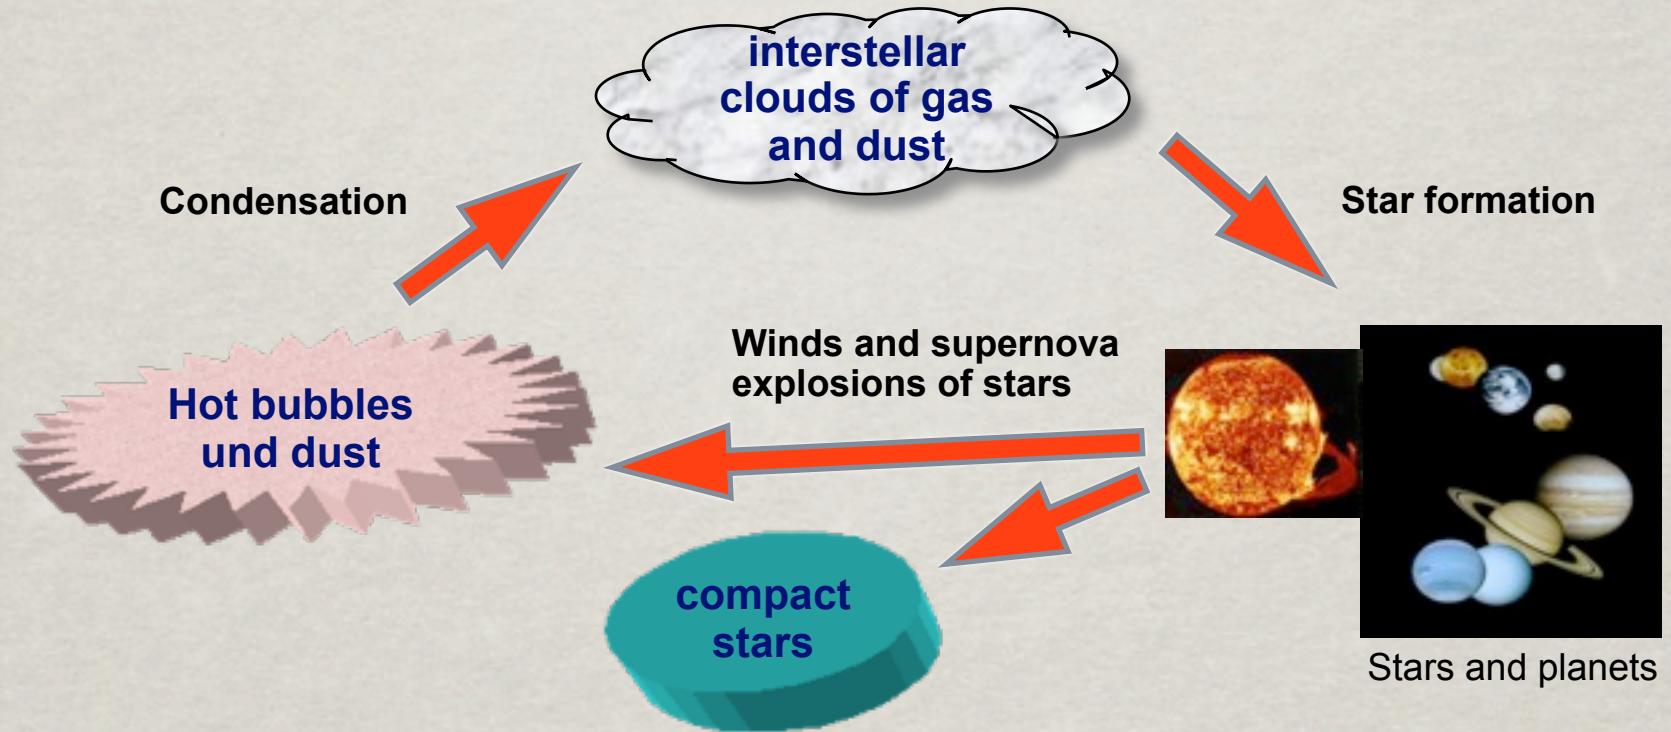 interstellar
clouds of gas
and dust
Condensation
Star formation
Winds and supernova
explosions of stars
Hot bubbles
und dust
compact
stars
Stars and planets